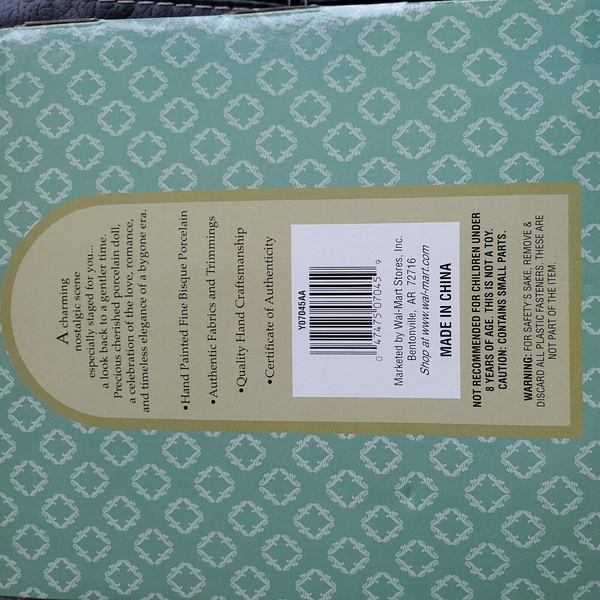 A charming
nostalgic scene
especially staged for you...
a look back to a gentler time.
Precious cherished porcelain doll,
a celebration of the love, romance,
and timeless elegance of a bygone era.
•Hand Painted Fine Bisque Porcelain
•Authentic Fabrics and Trimmings
•Quality Hand Craftsmanship
•Certificate of Authenticity
Y07045AA
0 47475 07045 9
Marketed by Wal-Mart Stores, Inc.
Bentonville, AR 72716
Shop at www.wal-mart.com
MADE IN CHINA
NOT RECOMMENDED FOR CHILDREN UNDER
8 YEARS OF AGE. THIS IS NOT A TOY.
CAUTION: CONTAINS SMALL PARTS.
WARNING: FOR SAFETY'S SAKE, REMOVE &
DISCARD ALL PLASTIC FASTENERS. THESE ARE
NOT PART OF THE ITEM.